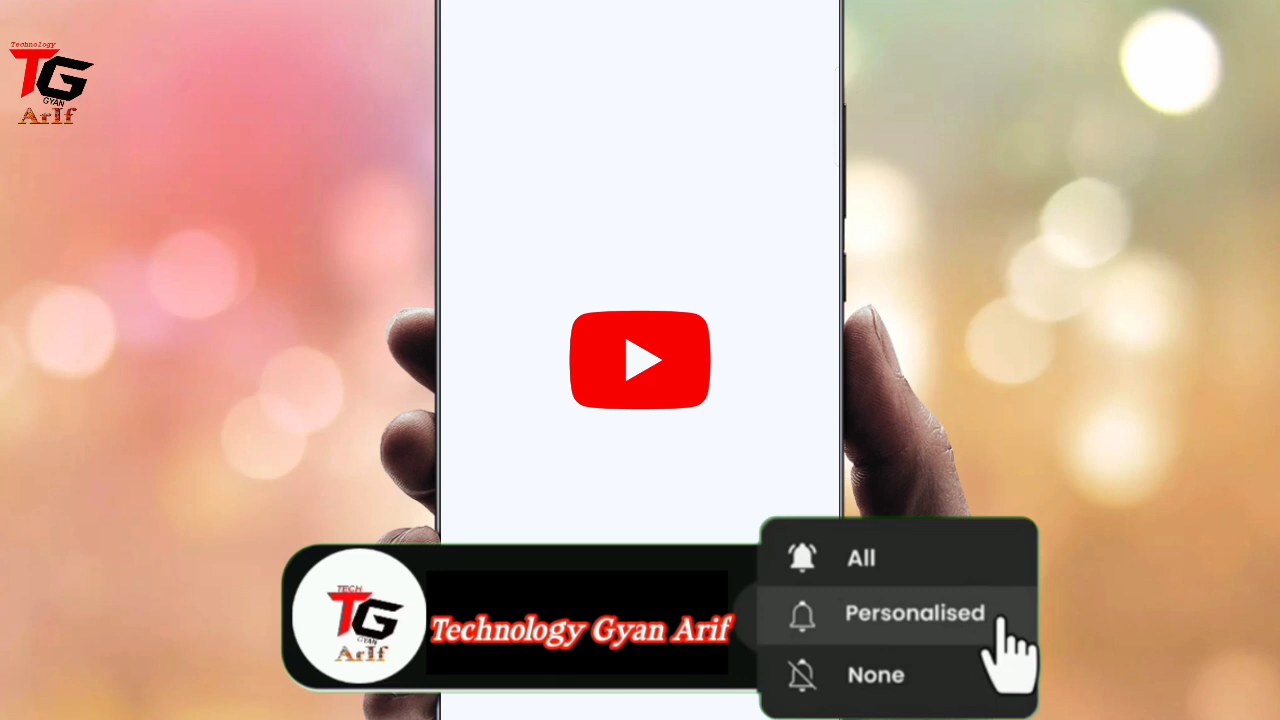 Technology
TG
GYAN
ArIf
All
Personalised
None
TECH
TG
GYAN
ArIf
Technology Gyan Arif